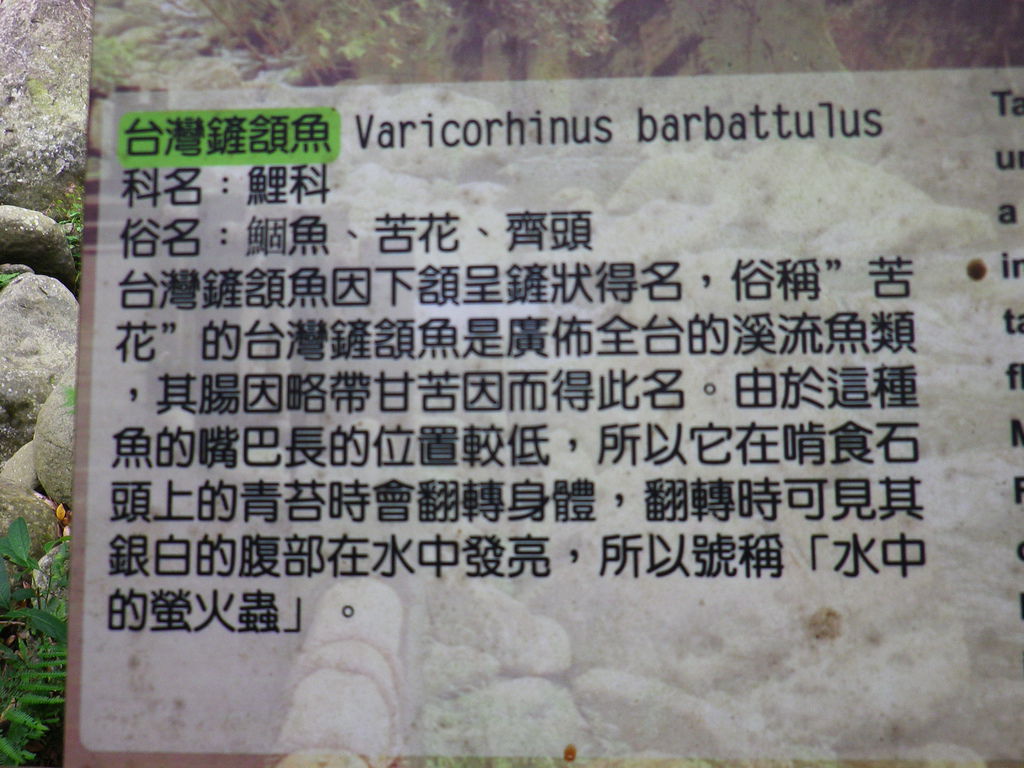 台灣鏟頷魚 Varicorhinus barbattulus
科名：鯉科
俗名：鯝魚、苦花、齊頭
台灣鏟頷魚因下頷呈鏟狀得名，俗稱”苦
花”的台灣鏟頷魚是廣佈全台的溪流魚類
，其腸因略帶甘苦因而得此名。由於這種
魚的嘴巴長的位置較低，所以它在啃食石
頭上的青苔時會翻轉身體，翻轉時可見其
銀白的腹部在水中發亮，所以號稱「水中
的螢火蟲」。
Ta
a
in
ta